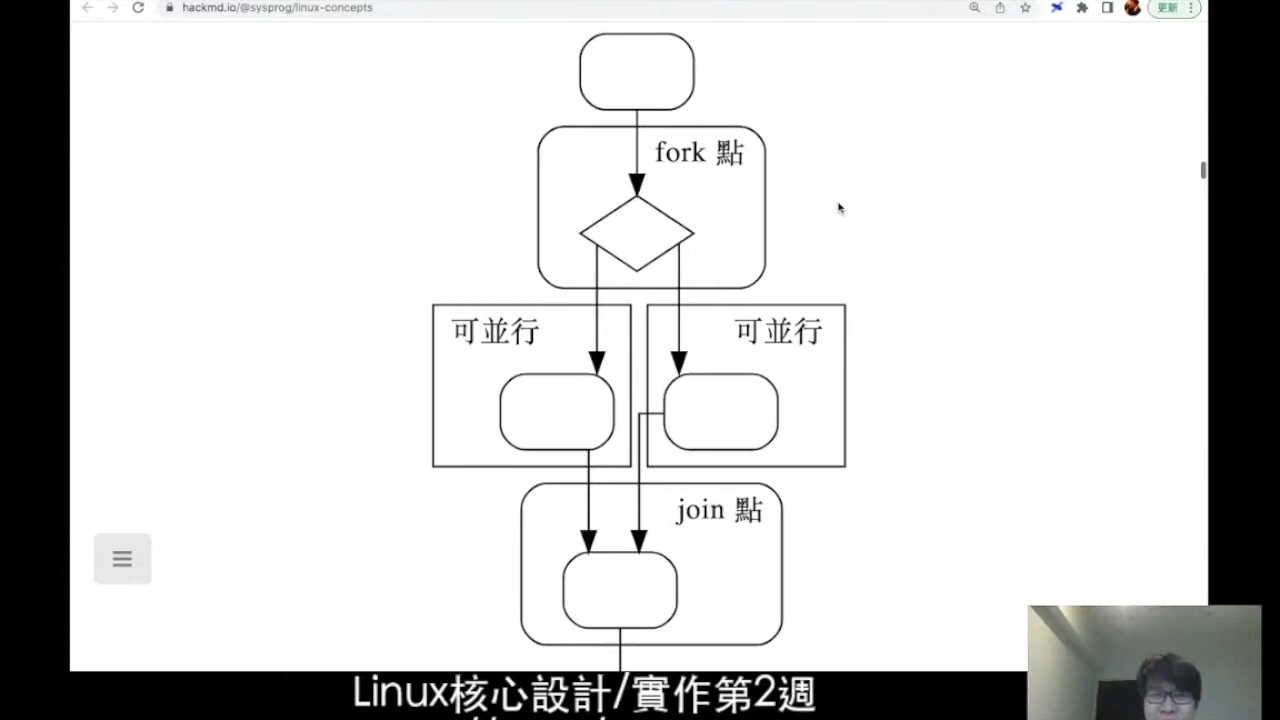 hackmd.io/@sysprog/linux-concepts
更新
fork 點
可並行
可並行
join 點
Linux核心設計/實作第2週